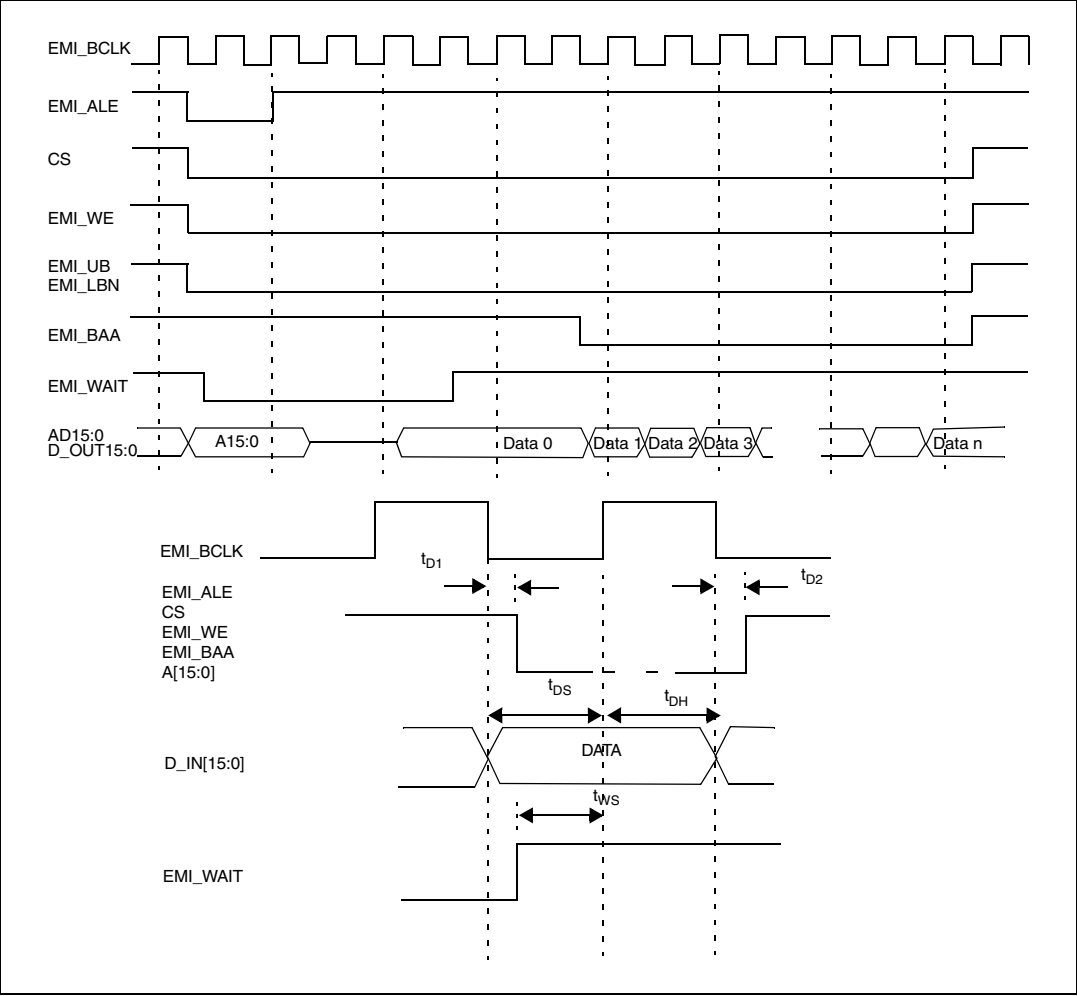 EMI_BCLK
EMI_ALE
CS
EMI_WE
EMI_UB
EMI_LBN
EMI_BAA
EMI_WAIT
AD15:0
D_OUT15:0
A15:0
Data 0
Data 1
Data 2
Data 3
Data n
EMI_BCLK
tD1
tD2
EMI_ALE
CS
EMI_WE
EMI_BAA
A[15:0]
tDS
tDH
D_IN[15:0]
DATA
tWS
EMI_WAIT